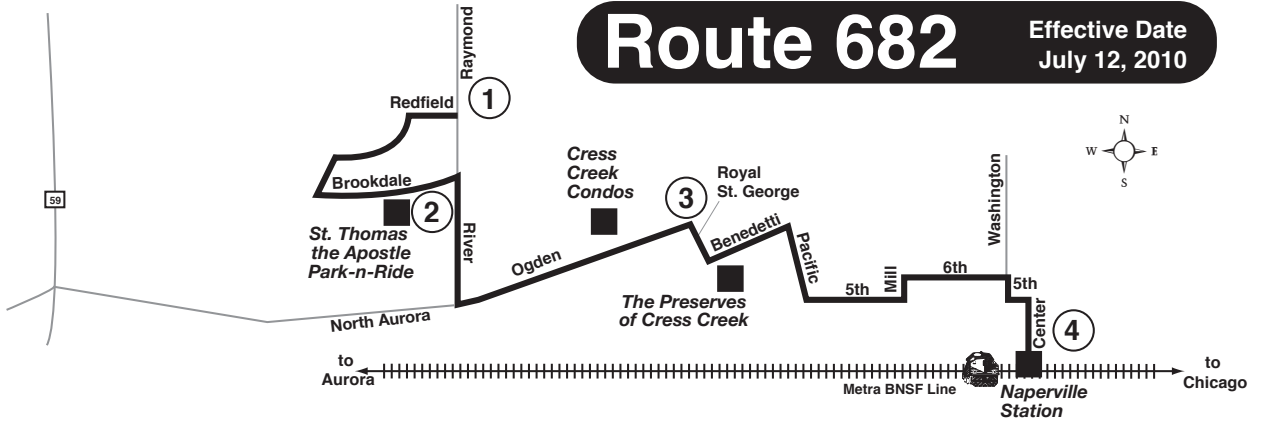 Route 682
Effective Date
July 12, 2010
Raymond
Redfield
1
Brookdale
2
St. Thomas
the Apostle
Park-n-Ride
River
59
North Aurora
Ogden
Cress
Creek
Condos
3
Royal
St. George
Benedetti
The Preserves
of Cress Creek
Pacific
5th
Mill
6th
Washington
5th
Center
4
N
W
E
S
to
Aurora
Metra BNSF Line
Naperville
Station
to
Chicago